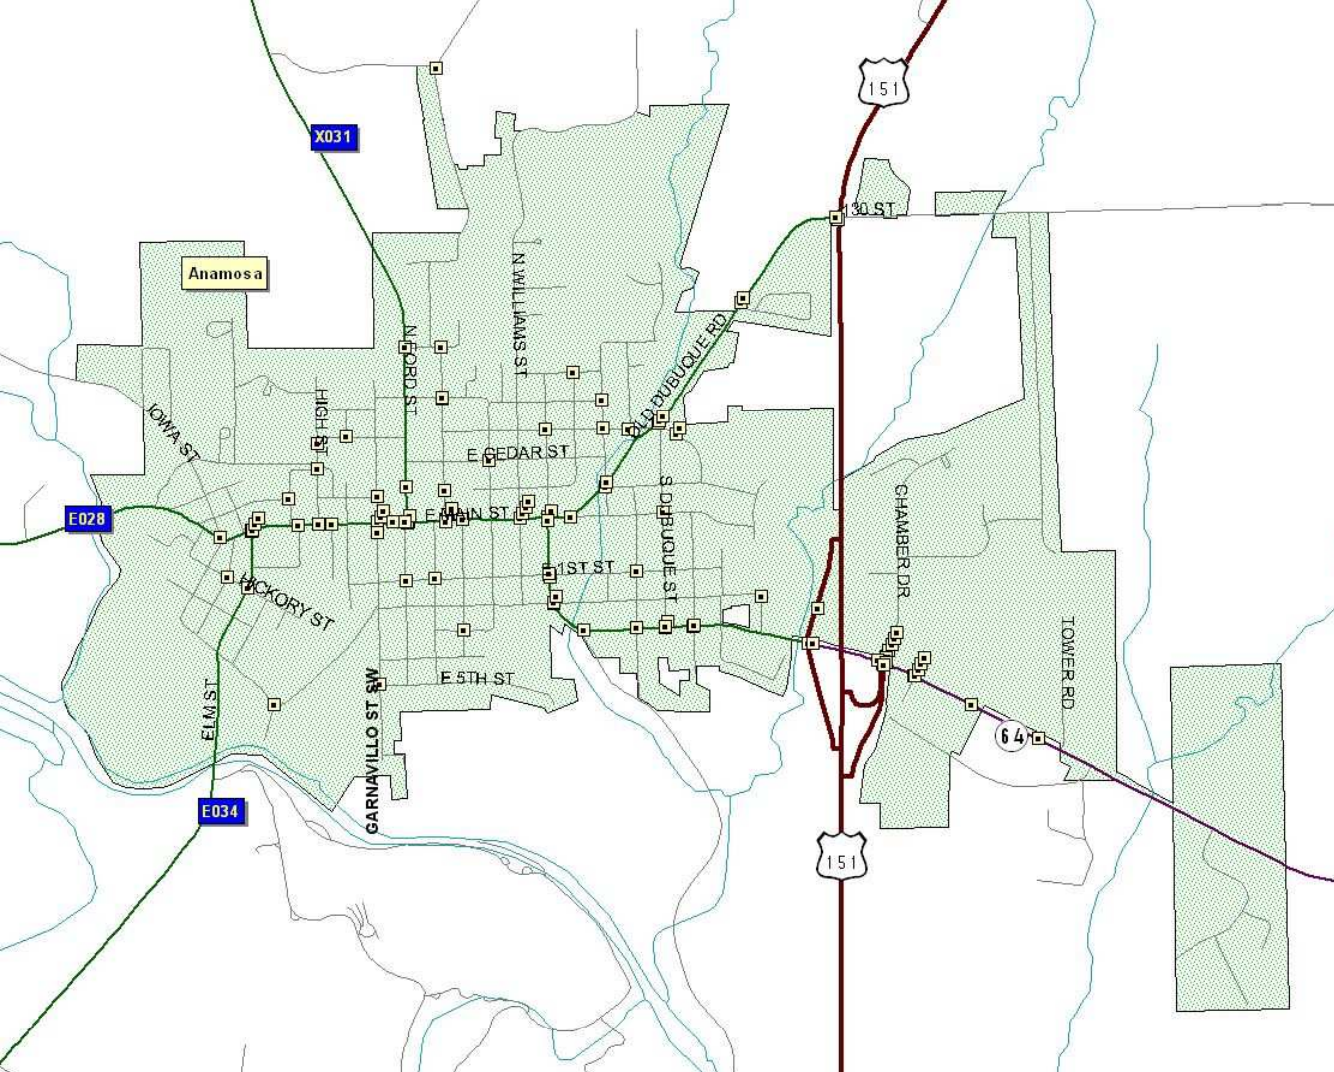 151
X031
130 ST
Anamosa
N WILLIAMS ST
N FORD ST
OLD DUBUQUE RD
HIGH ST
IOWA ST
E CEDAR ST
S DUBUQUE ST
CHAMBER DR
E028
E MAIN ST
E 1ST ST
HICKORY ST
TOWER RD
E 5TH ST
ELM ST
GARNAVILLO ST SW
64
E034
151